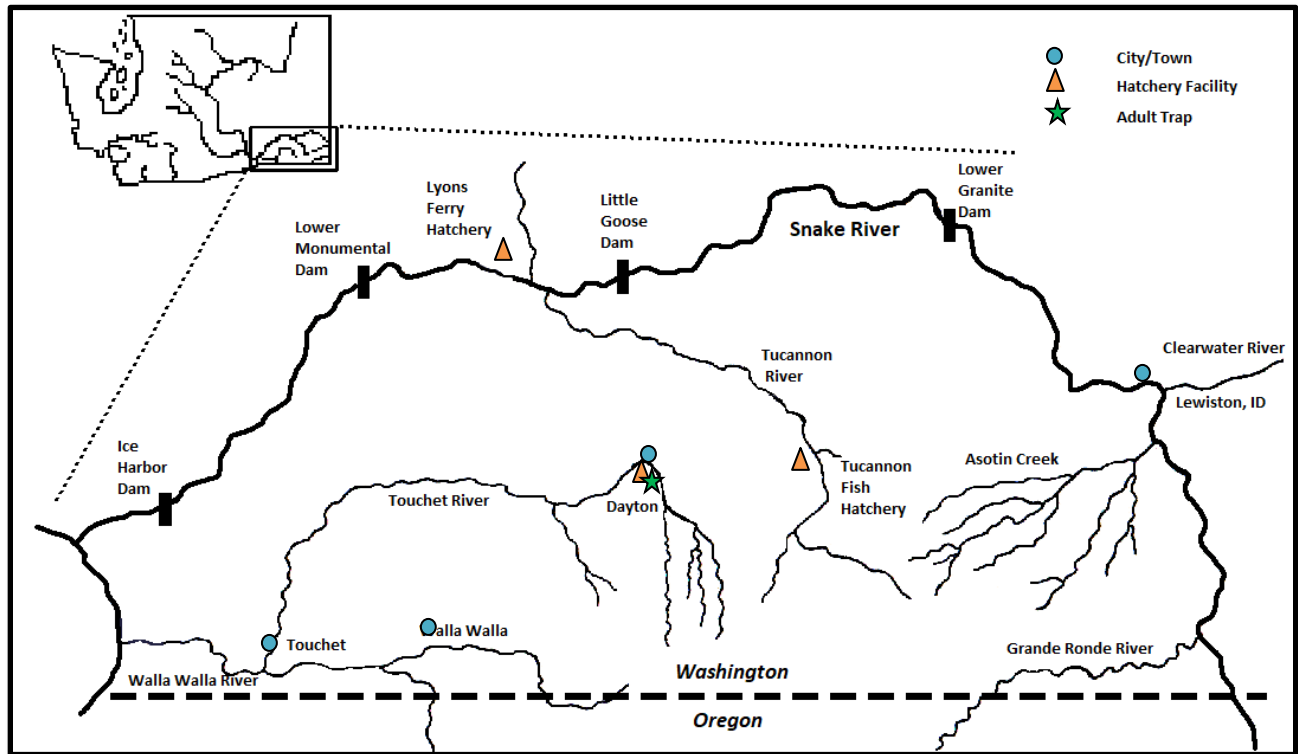 City/Town
Hatchery Facility
Adult Trap
Lower
Granite
Dam
Lyons
Ferry
Hatchery
Little
Goose
Dam
Snake River
Lower
Monumental
Dam
Clearwater River
Tucannon
River
Lewiston, ID
Ice
Harbor
Dam
Asotin Creek
Tucannon
Fish
Hatchery
Touchet River
Dayton
Touchet
alla Walla
Grande Ronde River
Walla Walla River
Washington
Oregon